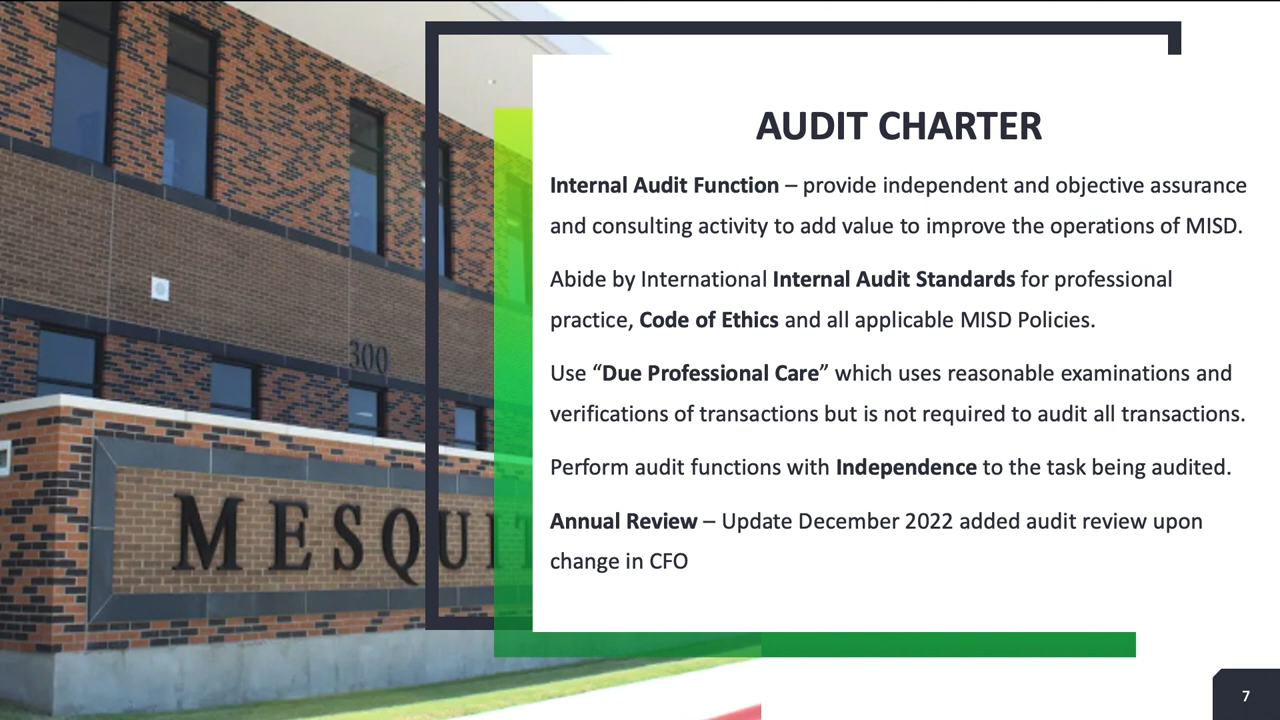 AUDIT CHARTER
Internal Audit Function – provide independent and objective assurance
and consulting activity to add value to improve the operations of MISD.
Abide by International Internal Audit Standards for professional
practice, Code of Ethics and all applicable MISD Policies.
Use “Due Professional Care” which uses reasonable examinations and
verifications of transactions but is not required to audit all transactions.
Perform audit functions with Independence to the task being audited.
Annual Review – Update December 2022 added audit review upon
change in CFO
300
MESQUIT
7